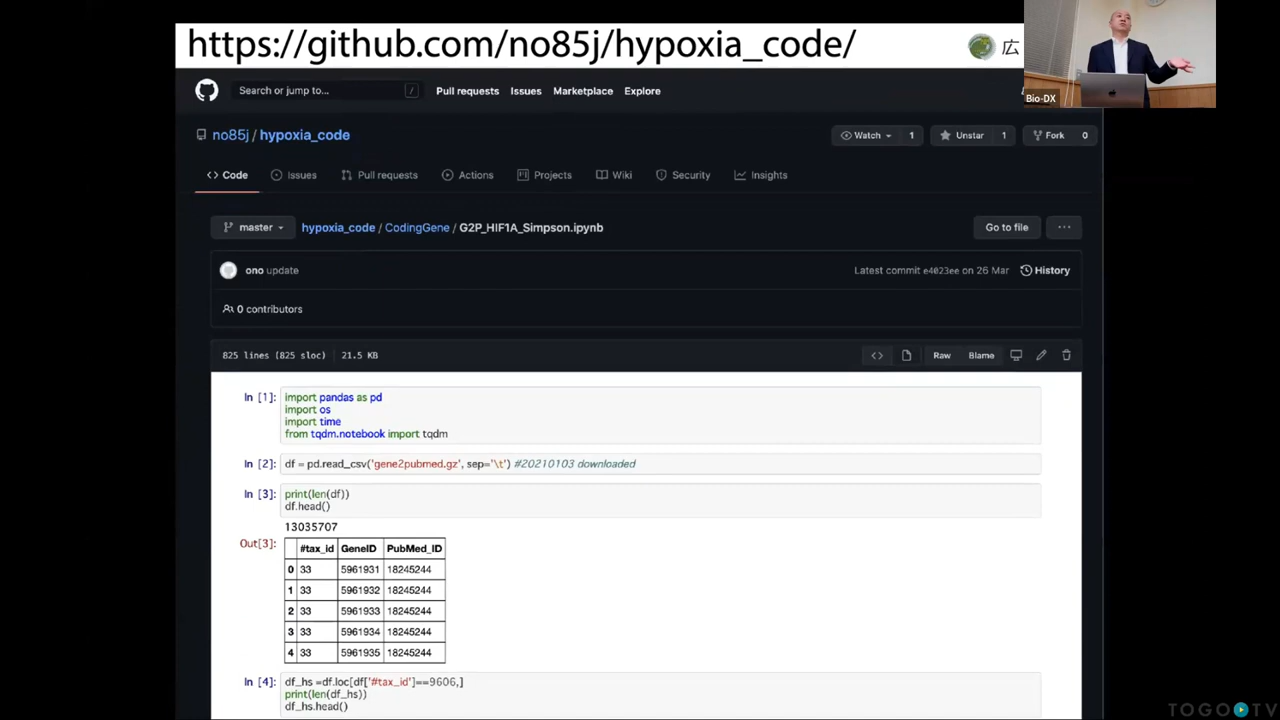 https://github.com/no85j/hypoxia_code/
広
Bio-DX
Search or jump to...
/
Pull requests
Issues
Marketplace
Explore
no85j / hypoxia_code
Watch
1
Unstar
1
Fork
0
Code
Issues
Pull requests
Actions
Projects
Wiki
Security
Insights
master
hypoxia_code / CodingGene / G2P_HIF1A_Simpson.ipynb
Go to file
...
ono update
Latest commit e4023ee on 26 Mar
History
0 contributors
825 lines (825 sloc) | 21.5 KB
<>
Raw
Blame
In [1]: import pandas as pd
import os
import time
from tqdm.notebook import tqdm
In [2]: df = pd.read_csv('gene2pubmed.gz', sep='\t') #20210103 downloaded
In [3]: print(len(df))
df.head()
13035707
Out[3]:
#tax_id GeneID PubMed_ID
0 33 5961931 18245244
1 33 5961932 18245244
2 33 5961933 18245244
3 33 5961934 18245244
4 33 5961935 18245244
In [4]: df_hs =df.loc[df['#tax_id']==9606,]
print(len(df_hs))
df_hs.head()
TOGO TV